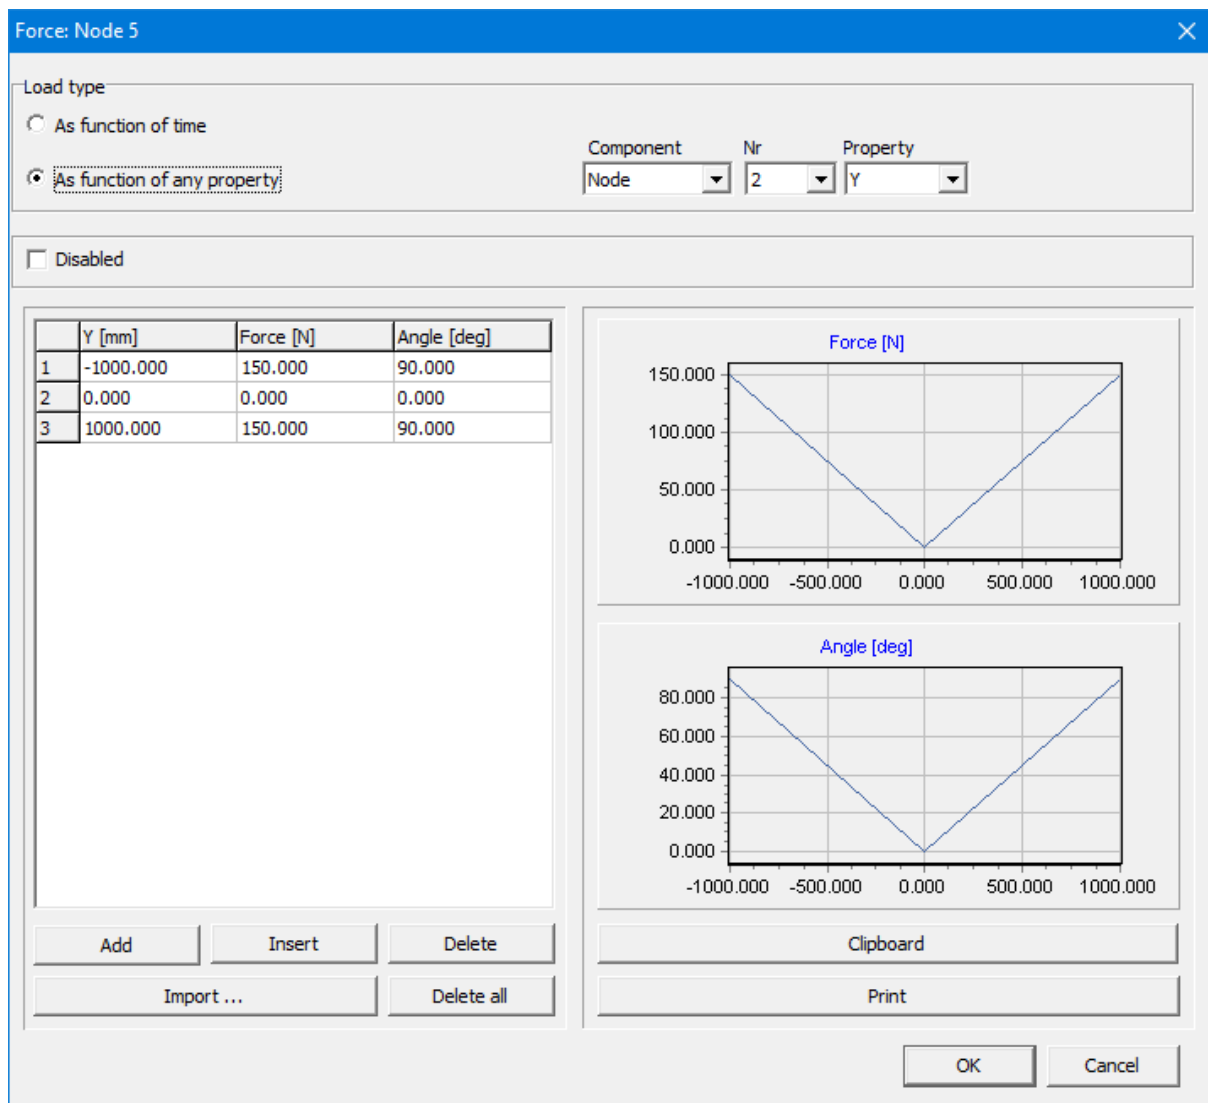 Force: Node 5
Load type
As function of time
Component Nr Property
As function of any property Node 2 Y
Disabled
Y [mm] Force [N] Angle [deg]
1 -1000.000 150.000 90.000
2 0.000 0.000 0.000
3 1000.000 150.000 90.000
Add Insert Delete
Import ... Delete all
Force [N]
150.000
100.000
50.000
0.000
-1000.000 -500.000 0.000 500.000 1000.000
Angle [deg]
80.000
60.000
40.000
20.000
0.000
-1000.000 -500.000 0.000 500.000 1000.000
Clipboard
Print
OK Cancel